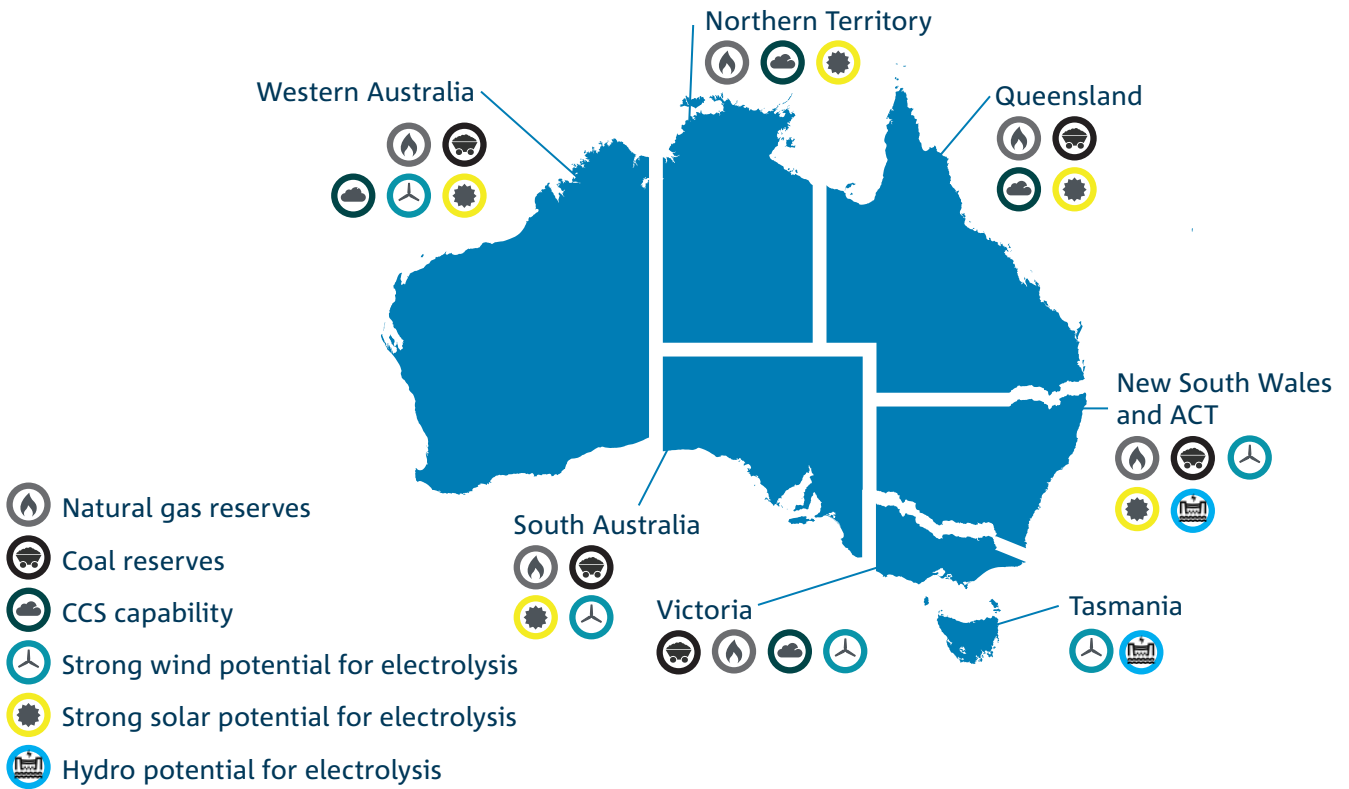 Northern Territory
Western Australia
Queensland
New South Wales
and ACT
Natural gas reserves
South Australia
Coal reserves
Victoria
Tasmania
CCS capability
Strong wind potential for electrolysis
Strong solar potential for electrolysis
Hydro potential for electrolysis